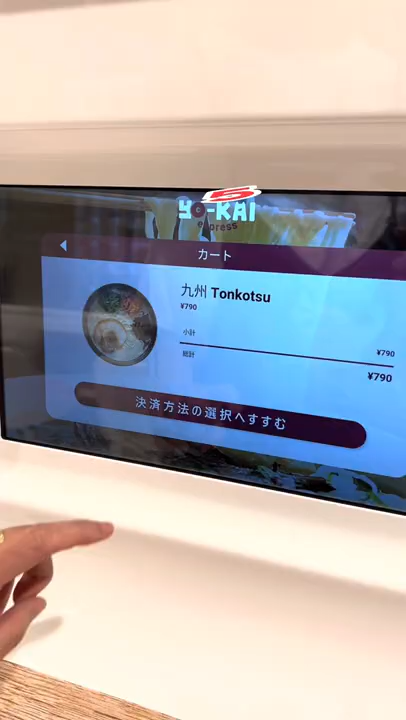 YO-KAI
express
カート
九州 Tonkotsu
¥790
小計
¥790
総計
¥790
決済方法の選択へすすむ